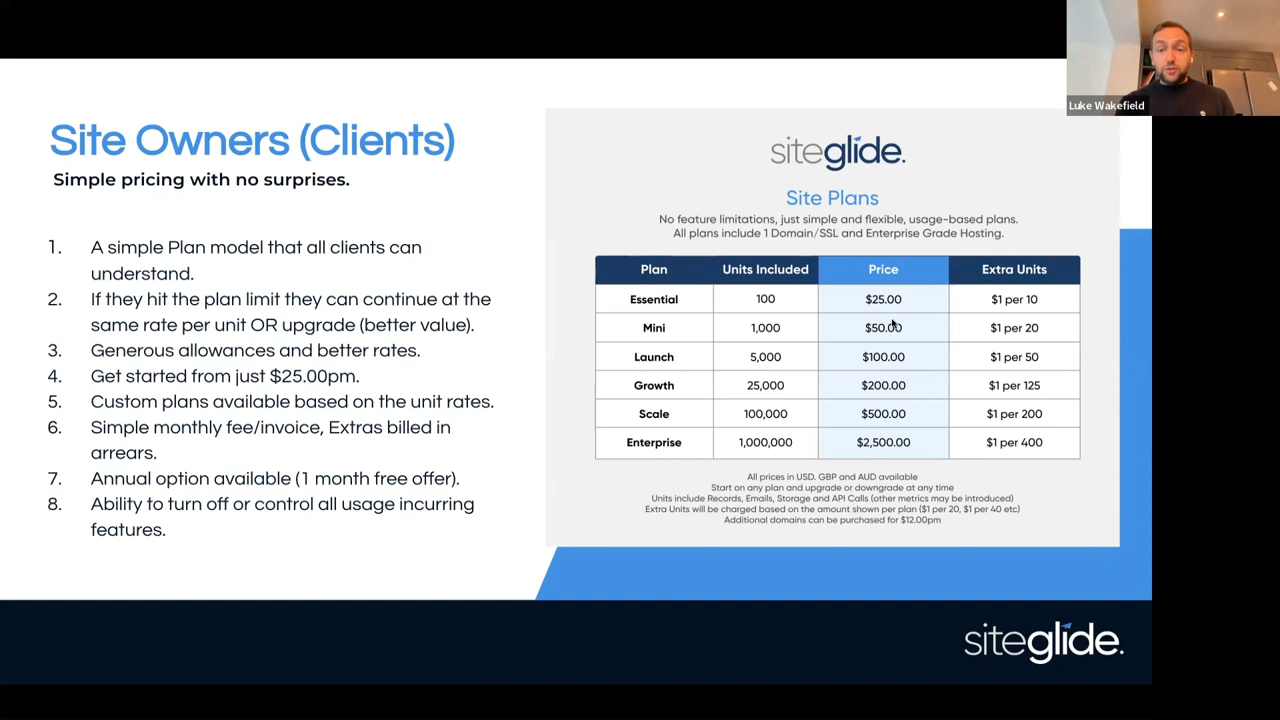 Luke Wakefield
Site Owners (Clients)
Simple pricing with no surprises.
1. A simple Plan model that all clients can
understand.
2. If they hit the plan limit they can continue at the
same rate per unit OR upgrade (better value).
3. Generous allowances and better rates.
4. Get started from just $25.00pm.
5. Custom plans available based on the unit rates.
6. Simple monthly fee/invoice, Extras billed in
arrears.
7. Annual option available (1 month free offer).
8. Ability to turn off or control all usage incurring
features.
siteglide.
Site Plans
No feature limitations, just simple and flexible, usage-based plans.
All plans include 1 Domain/SSL and Enterprise Grade Hosting.
Plan Units Included Price Extra Units
Essential 100 $25.00 $1 per 10
Mini 1,000 $50.00 $1 per 20
Launch 5,000 $100.00 $1 per 50
Growth 25,000 $200.00 $1 per 125
Scale 100,000 $500.00 $1 per 200
Enterprise 1,000,000 $2,500.00 $1 per 400
All prices in USD. GBP and AUD available
Start on any plan and upgrade or downgrade at any time
Units include Records, Emails, Storage and API Calls (other metrics may be introduced)
Extra Units will be charged based on the amount shown per plan ($1 per 20, $1 per 40 etc)
Additional domains can be purchased for $12.00pm
siteglide.